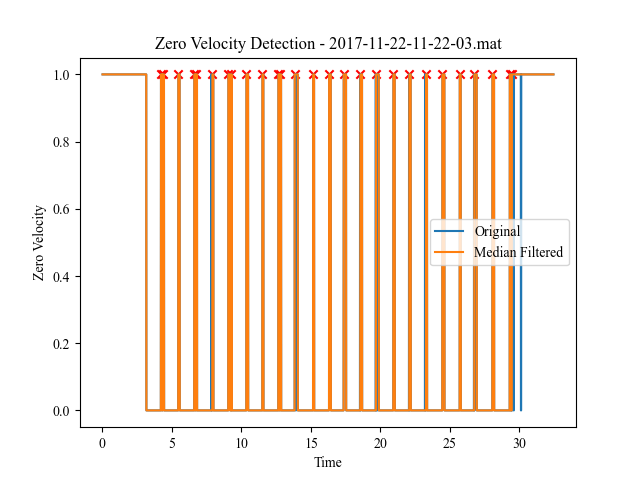 Zero Velocity Detection - 2017-11-22-11-22-03.mat
1.0
0.8
0.6
0.4
0.2
0.0
Zero Velocity
Original
Median Filtered
0 5 10 15 20 25 30
Time